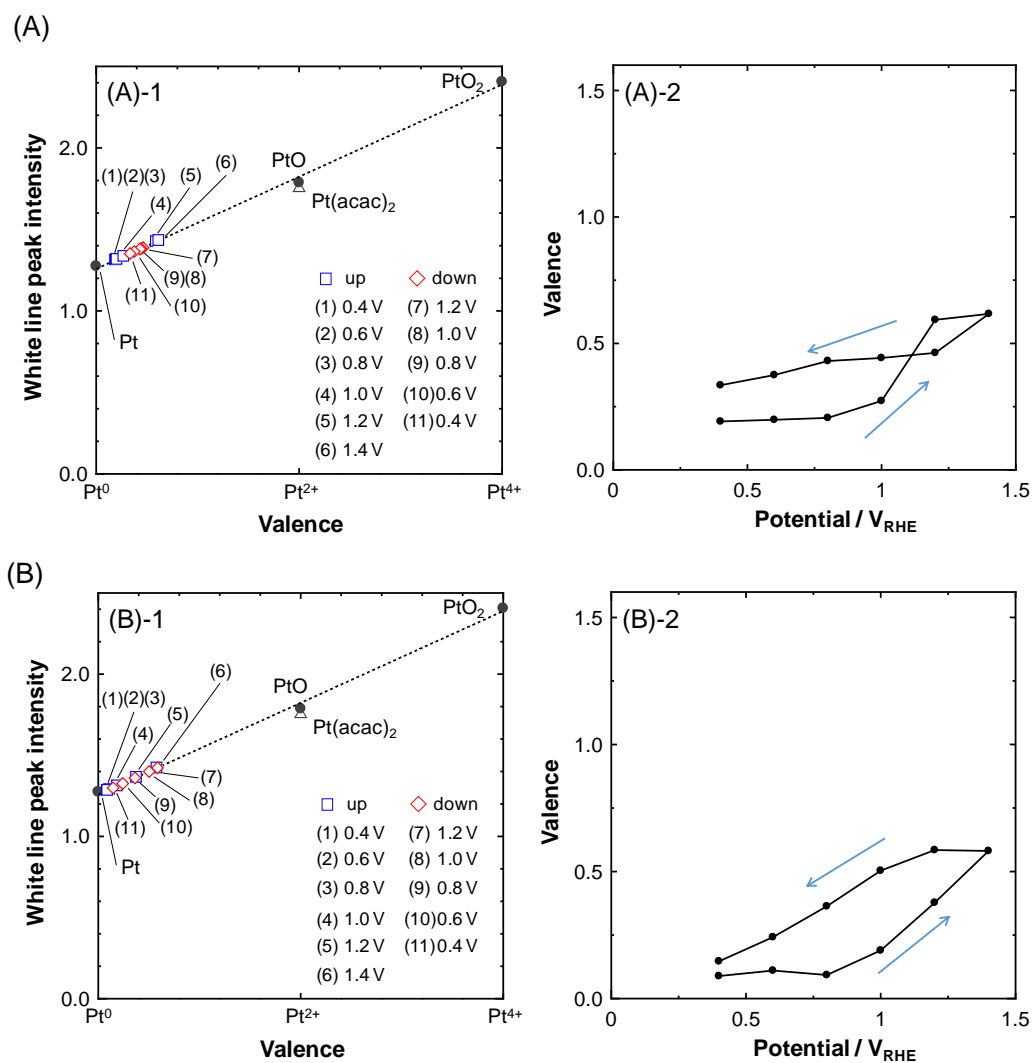 (A)
(A)-1
White line peak intensity
2.0
1.0
0.0
PtO₂
PtO
Pt(acac)₂
(1)(2)(3)
(4)
(5)
(6)
(7)
(9)(8)
(10)
(11)
Pt
up down
(1) 0.4 V (7) 1.2 V
(2) 0.6 V (8) 1.0 V
(3) 0.8 V (9) 0.8 V
(4) 1.0 V (10) 0.6 V
(5) 1.2 V (11) 0.4 V
(6) 1.4 V
Pt⁰ Pt²⁺ Pt⁴⁺
Valence
(A)-2
Valence
1.5
1.0
0.5
0.0
0 0.5 1 1.5
Potential / V_RHE
(B)
(B)-1
White line peak intensity
2.0
1.0
0.0
PtO₂
PtO
Pt(acac)₂
(1)(2)(3)
(4)
(5)
(6)
(7)
(8)
(9)
(10)
(11)
Pt
up down
(1) 0.4 V (7) 1.2 V
(2) 0.6 V (8) 1.0 V
(3) 0.8 V (9) 0.8 V
(4) 1.0 V (10) 0.6 V
(5) 1.2 V (11) 0.4 V
(6) 1.4 V
Pt⁰ Pt²⁺ Pt⁴⁺
Valence
(B)-2
Valence
1.5
1.0
0.5
0.0
0 0.5 1 1.5
Potential / V_RHE